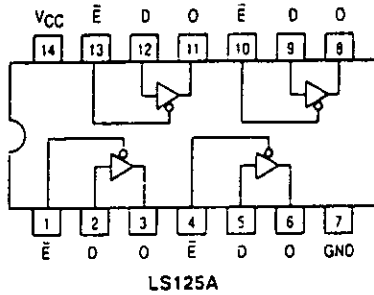 VCC Ē D O Ē D O
14 13 12 11 10 9 8
1 2 3 4 5 6 7
Ē D O Ē D O GND
LS125A